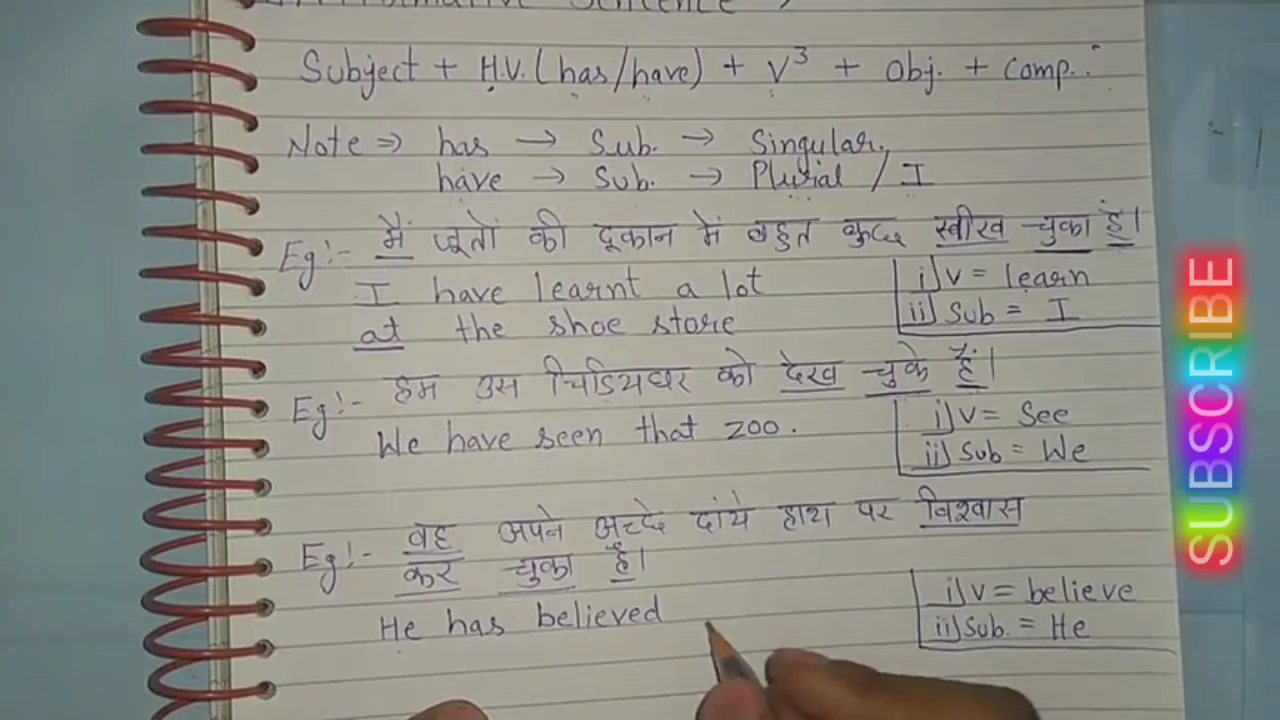 Subject + H.V. (has/have) + V³ + Obj. + Comp.
Note ⇒ has → Sub. → Singular.
have → Sub. → Plurial / I
Eg:- मैं जूतों की दूकान में बहुत कुछ सीख चुका हूँ।
I have learnt a lot
i) V = learn
at the shoe store
ii) Sub = I
Eg:- हम उस चिडियघर को देख चुके हैं।
We have seen that zoo.
i) V = See
ii) Sub = We
Eg:- वह अपने अच्छे दांये हाथ पर विश्वास
कर चुका है।
He has believed
i) V = believe
ii) Sub. = He
SUBSCRIBE